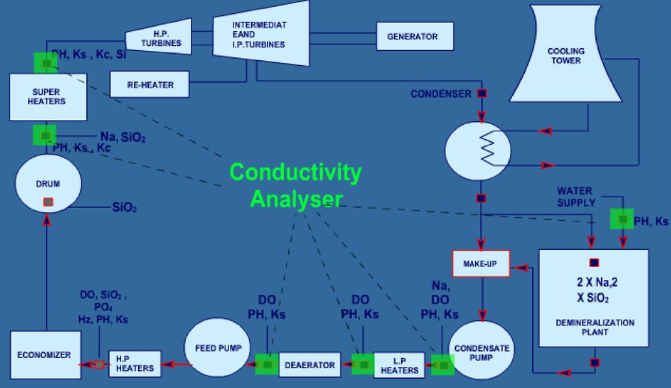 H.P.
TURBINES
INTERMEDIAT
EAND
I.P.TURBINES
GENERATOR
COOLING
TOWER
PH, Ks , Kc, Si
RE-HEATER
SUPER
HEATERS
CONDENSER
Na, SiO₂
PH, Ks , Kc
DRUM
SiO₂
Conductivity
Analyser
WATER
SUPPLY
PH, Ks
MAKE-UP
2 X Na,2
X SiO₂
DEMINERALIZATION
PLANT
DO, SiO₂ ,
PO₄
Hz, PH, Ks
DO
PH, Ks
DO
PH, Ks
Na,
DO
PH, Ks
ECONOMIZER
H.P
HEATERS
FEED PUMP
DEAERATOR
L.P
HEATERS
CONDENSATE
PUMP